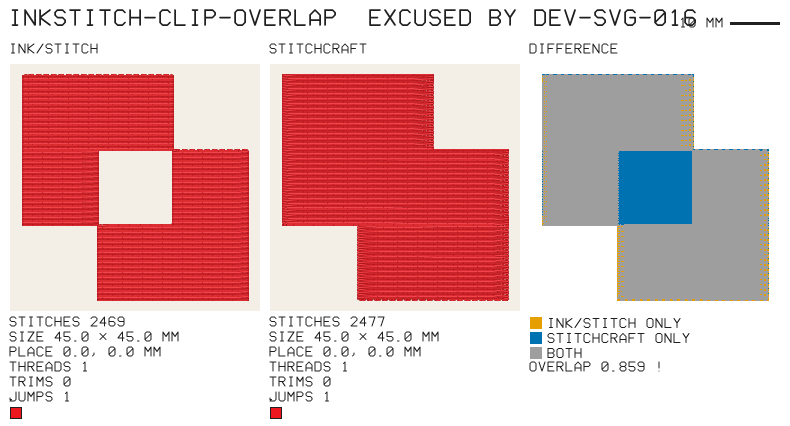 INKSTITCH-CLIP-OVERLAP EXCUSED BY DEV-SVG-016
10 MM
INK/STITCH
STITCHCRAFT
DIFFERENCE
STITCHES 2469
SIZE 45.0 × 45.0 MM
PLACE 0.0, 0.0 MM
THREADS 1
TRIMS 0
JUMPS 1
STITCHES 2477
SIZE 45.0 × 45.0 MM
PLACE 0.0, 0.0 MM
THREADS 1
TRIMS 0
JUMPS 1
INK/STITCH ONLY
STITCHCRAFT ONLY
BOTH
OVERLAP 0.859 !